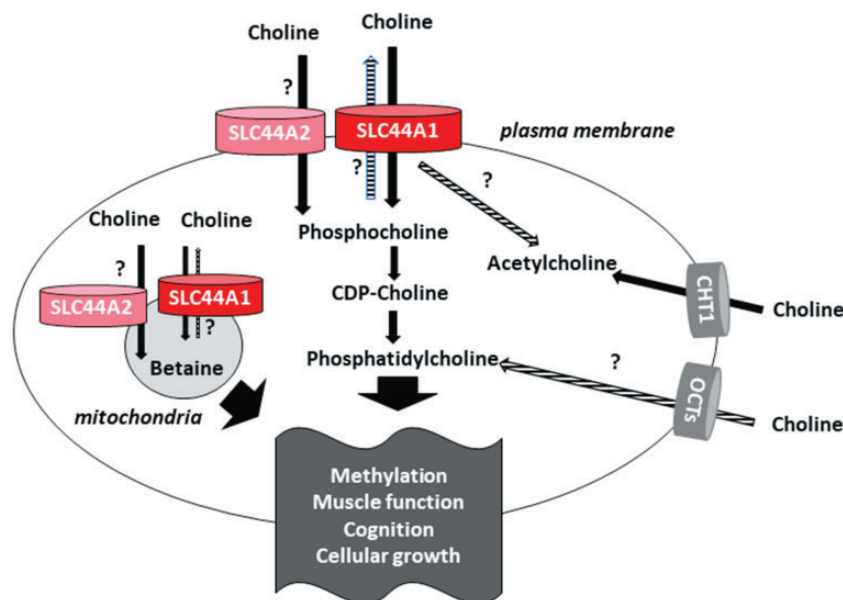 Choline
Choline
?
SLC44A2
SLC44A1
plasma membrane
?
?
Choline
Choline
Phosphocholine
?
Acetylcholine
SLC44A2
SLC44A1
CDP-Choline
CHT1
Choline
?
Betaine
Phosphatidylcholine
?
OCTs
Choline
mitochondria
Methylation
Muscle function
Cognition
Cellular growth